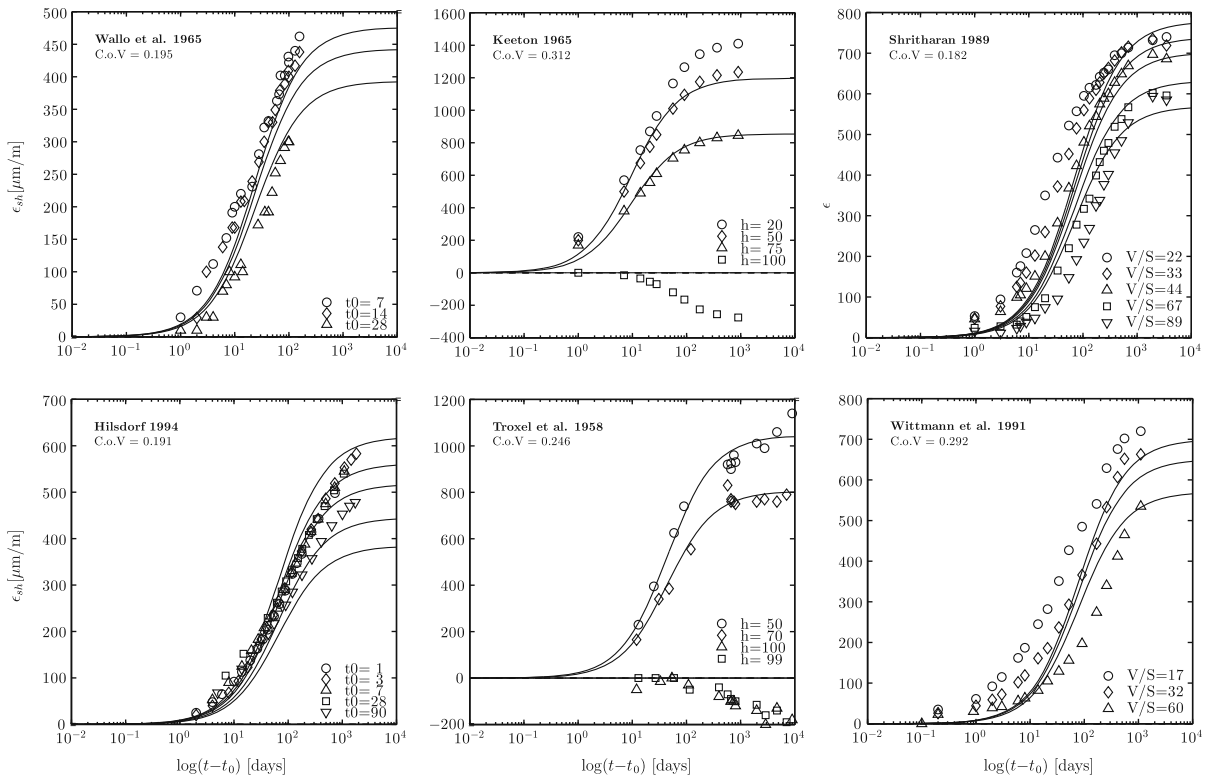 Wallo et al. 1965
C.o.V = 0.195
500
450
400
350
300
250
200
150
100
50
0
ϵ_sh[μm/m]
t0= 7
t0=14
t0=28
10^−2 10^−1 10^0 10^1 10^2 10^3 10^4
Keeton 1965
C.o.V = 0.312
1600
1400
1200
1000
800
600
400
200
0
−200
−400
h= 20
h= 50
h= 75
h=100
10^−2 10^−1 10^0 10^1 10^2 10^3 10^4
Shritharan 1989
C.o.V = 0.182
800
700
600
500
400
300
200
100
0
ϵ
V/S=22
V/S=33
V/S=44
V/S=67
V/S=89
10^−2 10^−1 10^0 10^1 10^2 10^3 10^4
Hilsdorf 1994
C.o.V = 0.191
700
600
500
400
300
200
100
0
ϵ_sh[μm/m]
t0= 1
t0= 3
t0= 7
t0=28
t0=90
10^−2 10^−1 10^0 10^1 10^2 10^3 10^4
log(t−t_0) [days]
Troxel et al. 1958
C.o.V = 0.246
1200
1000
800
600
400
200
0
−200
h= 50
h= 70
h=100
h= 99
10^−2 10^−1 10^0 10^1 10^2 10^3 10^4
log(t−t_0) [days]
Wittmann et al. 1991
C.o.V = 0.292
800
700
600
500
400
300
200
100
0
V/S=17
V/S=32
V/S=60
10^−2 10^−1 10^0 10^1 10^2 10^3 10^4
log(t−t_0) [days]